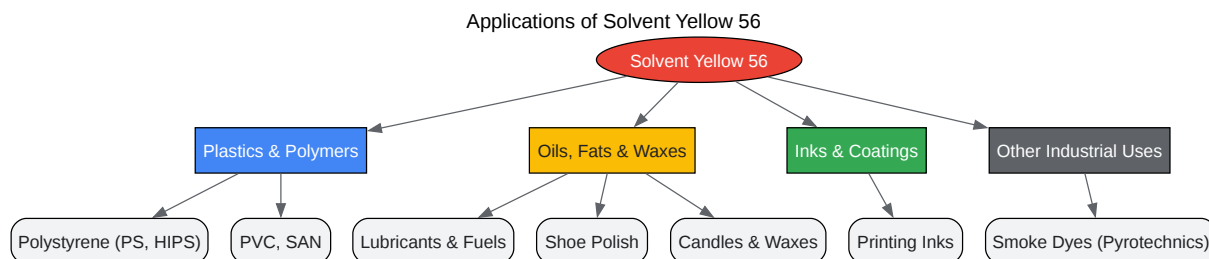 Applications of Solvent Yellow 56
Solvent Yellow 56
Plastics & Polymers
Oils, Fats & Waxes
Inks & Coatings
Other Industrial Uses
Polystyrene (PS, HIPS)
PVC, SAN
Lubricants & Fuels
Shoe Polish
Candles & Waxes
Printing Inks
Smoke Dyes (Pyrotechnics)